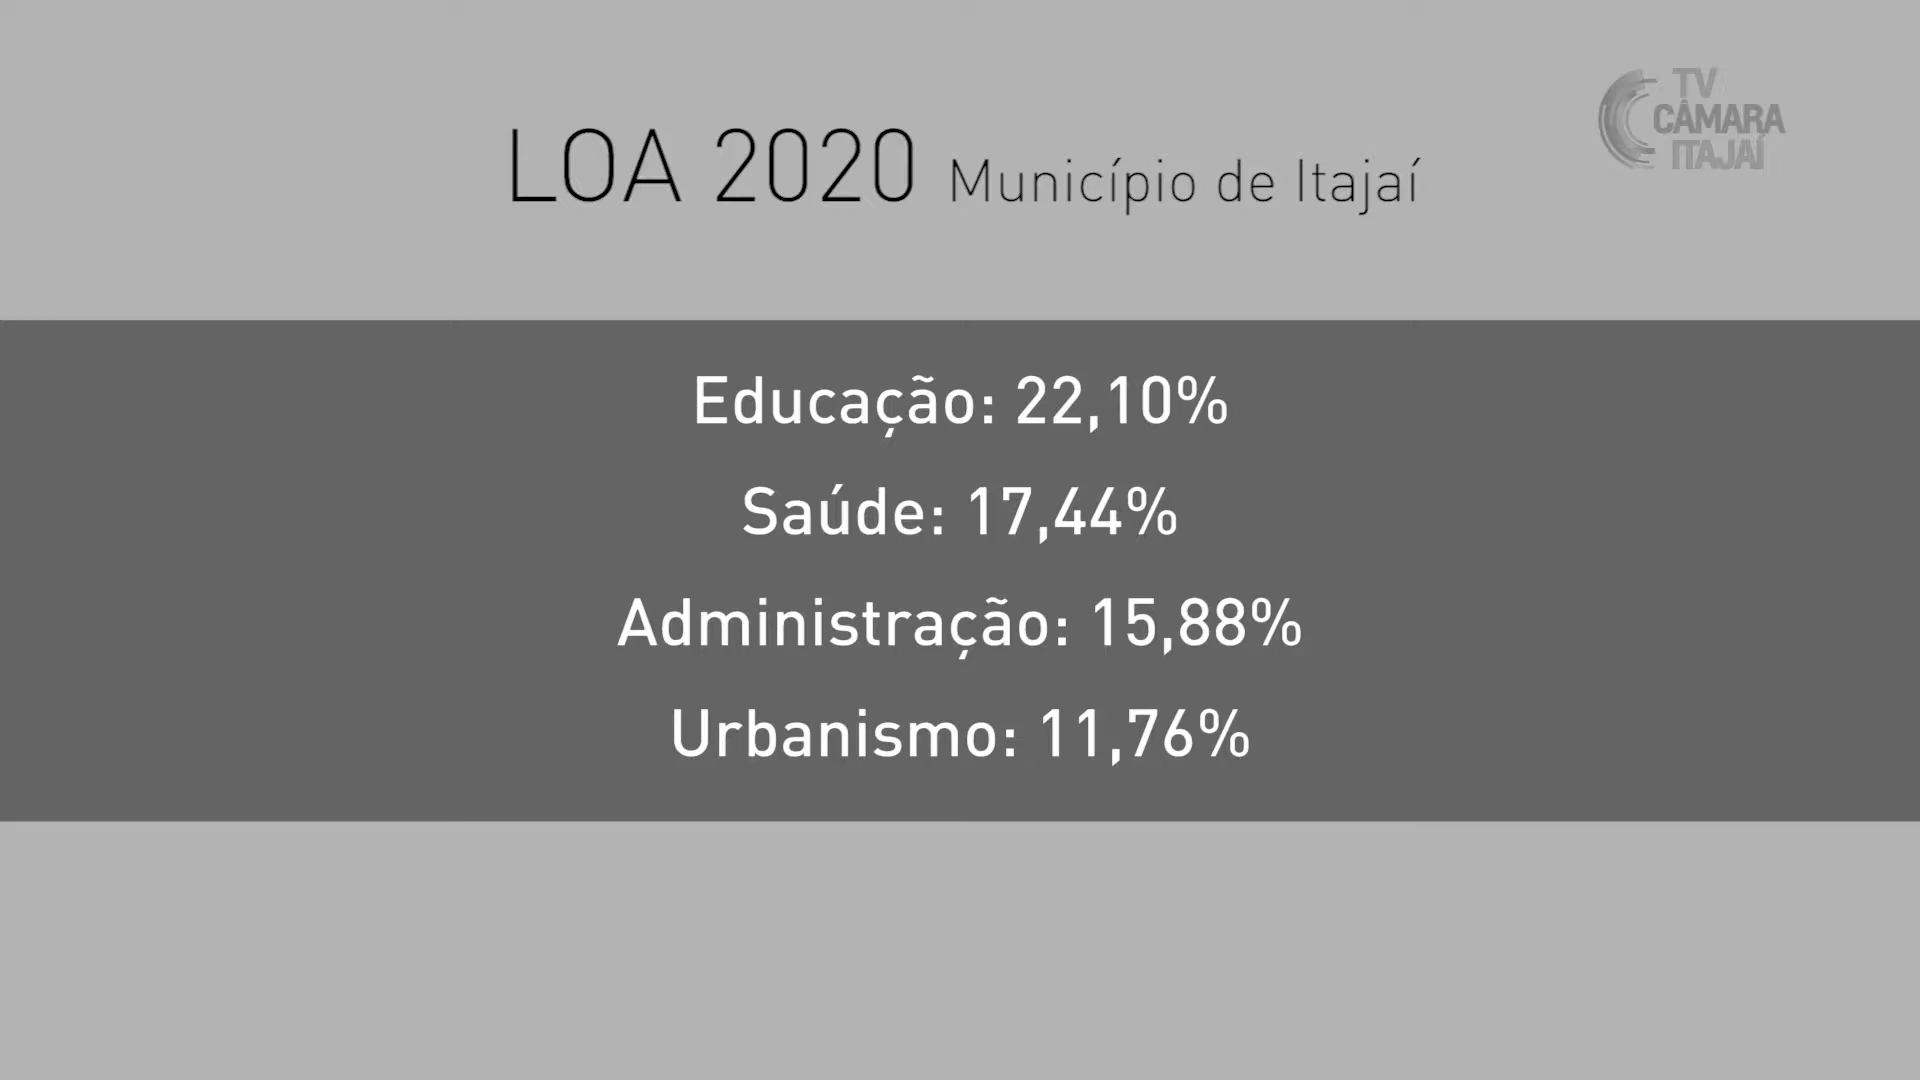 LOA 2020 Município de Itajaí
TV
CÂMARA
ITAJAÍ
Educação: 22,10%
Saúde: 17,44%
Administração: 15,88%
Urbanismo: 11,76%